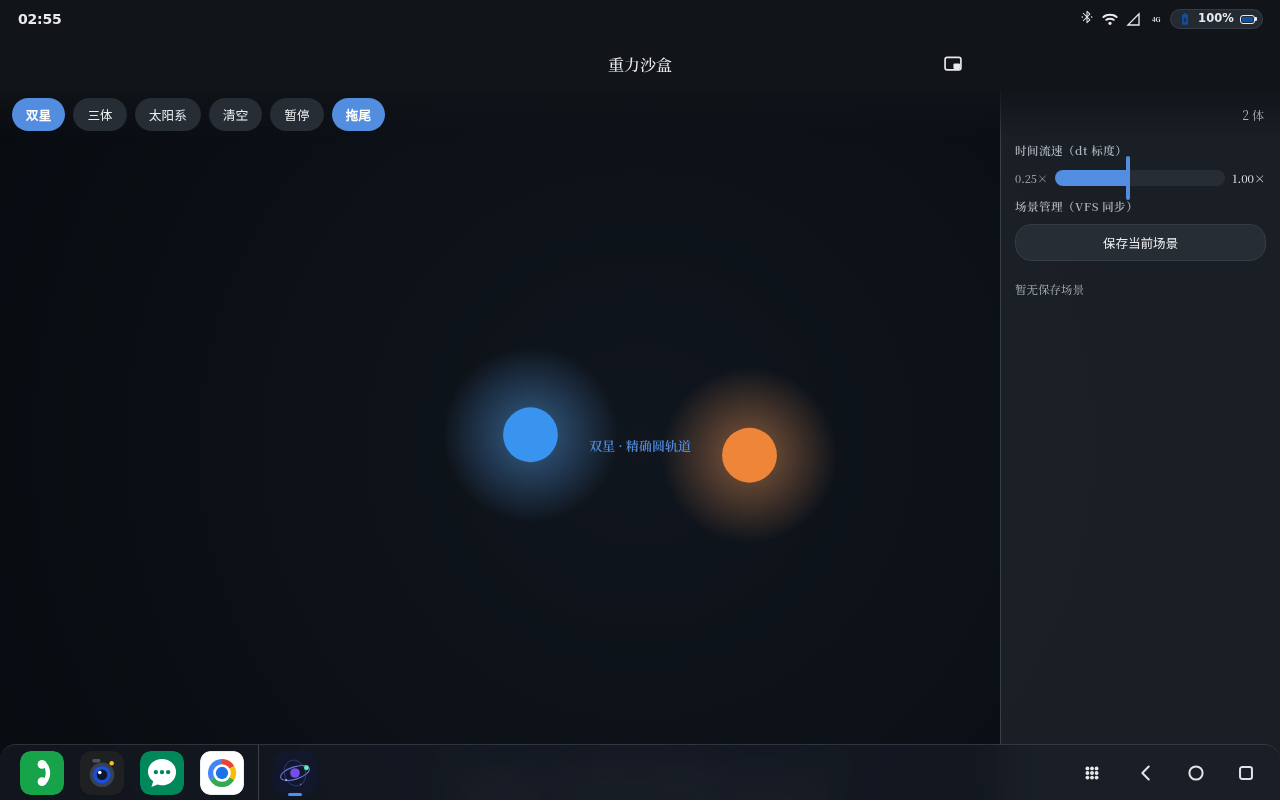 02:55
4G
100%
重力沙盒
双星
三体
太阳系
清空
暂停
拖尾
2 体
时间流速（dt 标度）
0.25×
1.00×
场景管理（VFS 同步）
保存当前场景
暂无保存场景
双星 · 精确圆轨道